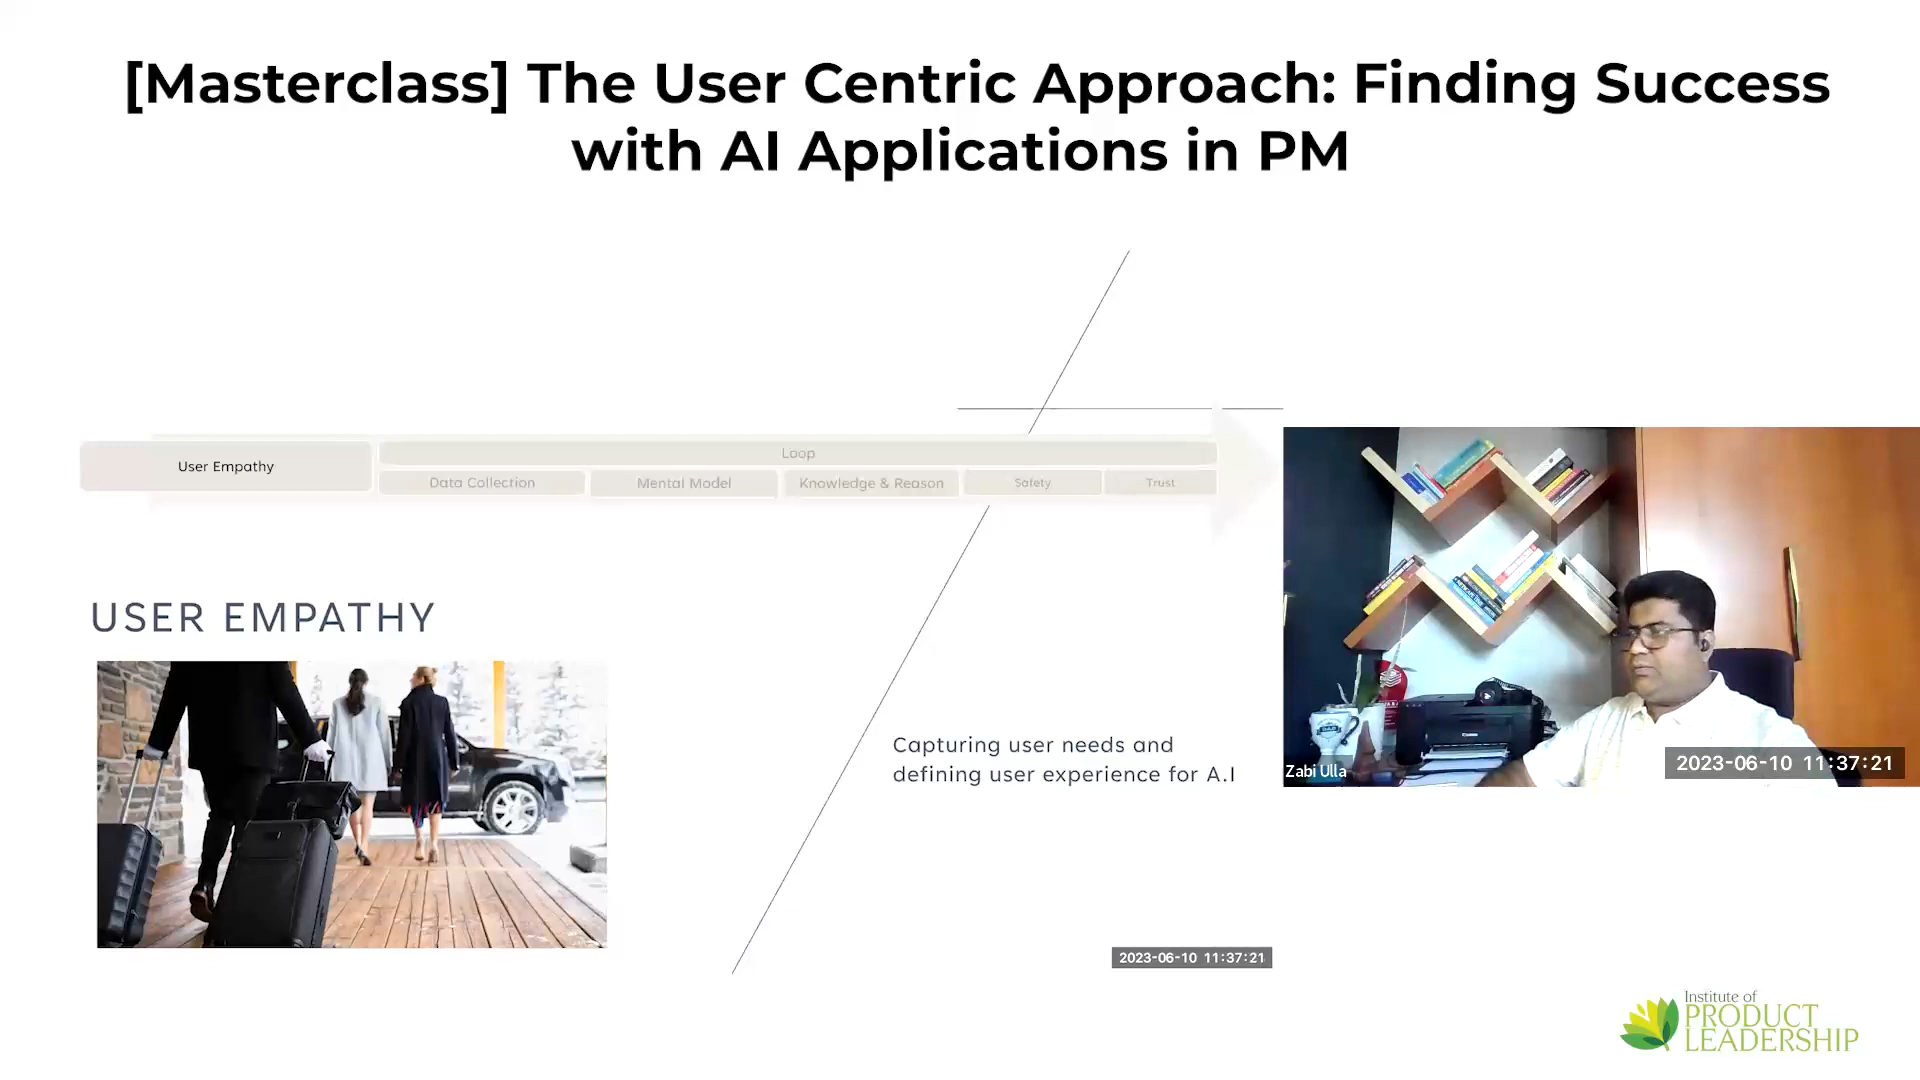 [Masterclass] The User Centric Approach: Finding Success
with AI Applications in PM
User Empathy
Loop
Data Collection
Mental Model
Knowledge & Reason
Safety
Trust
USER EMPATHY
Capturing user needs and
defining user experience for A.I
Zabi Ulla
2023-06-10 11:37:21
2023-06-10 11:37:21
Institute of
PRODUCT
LEADERSHIP